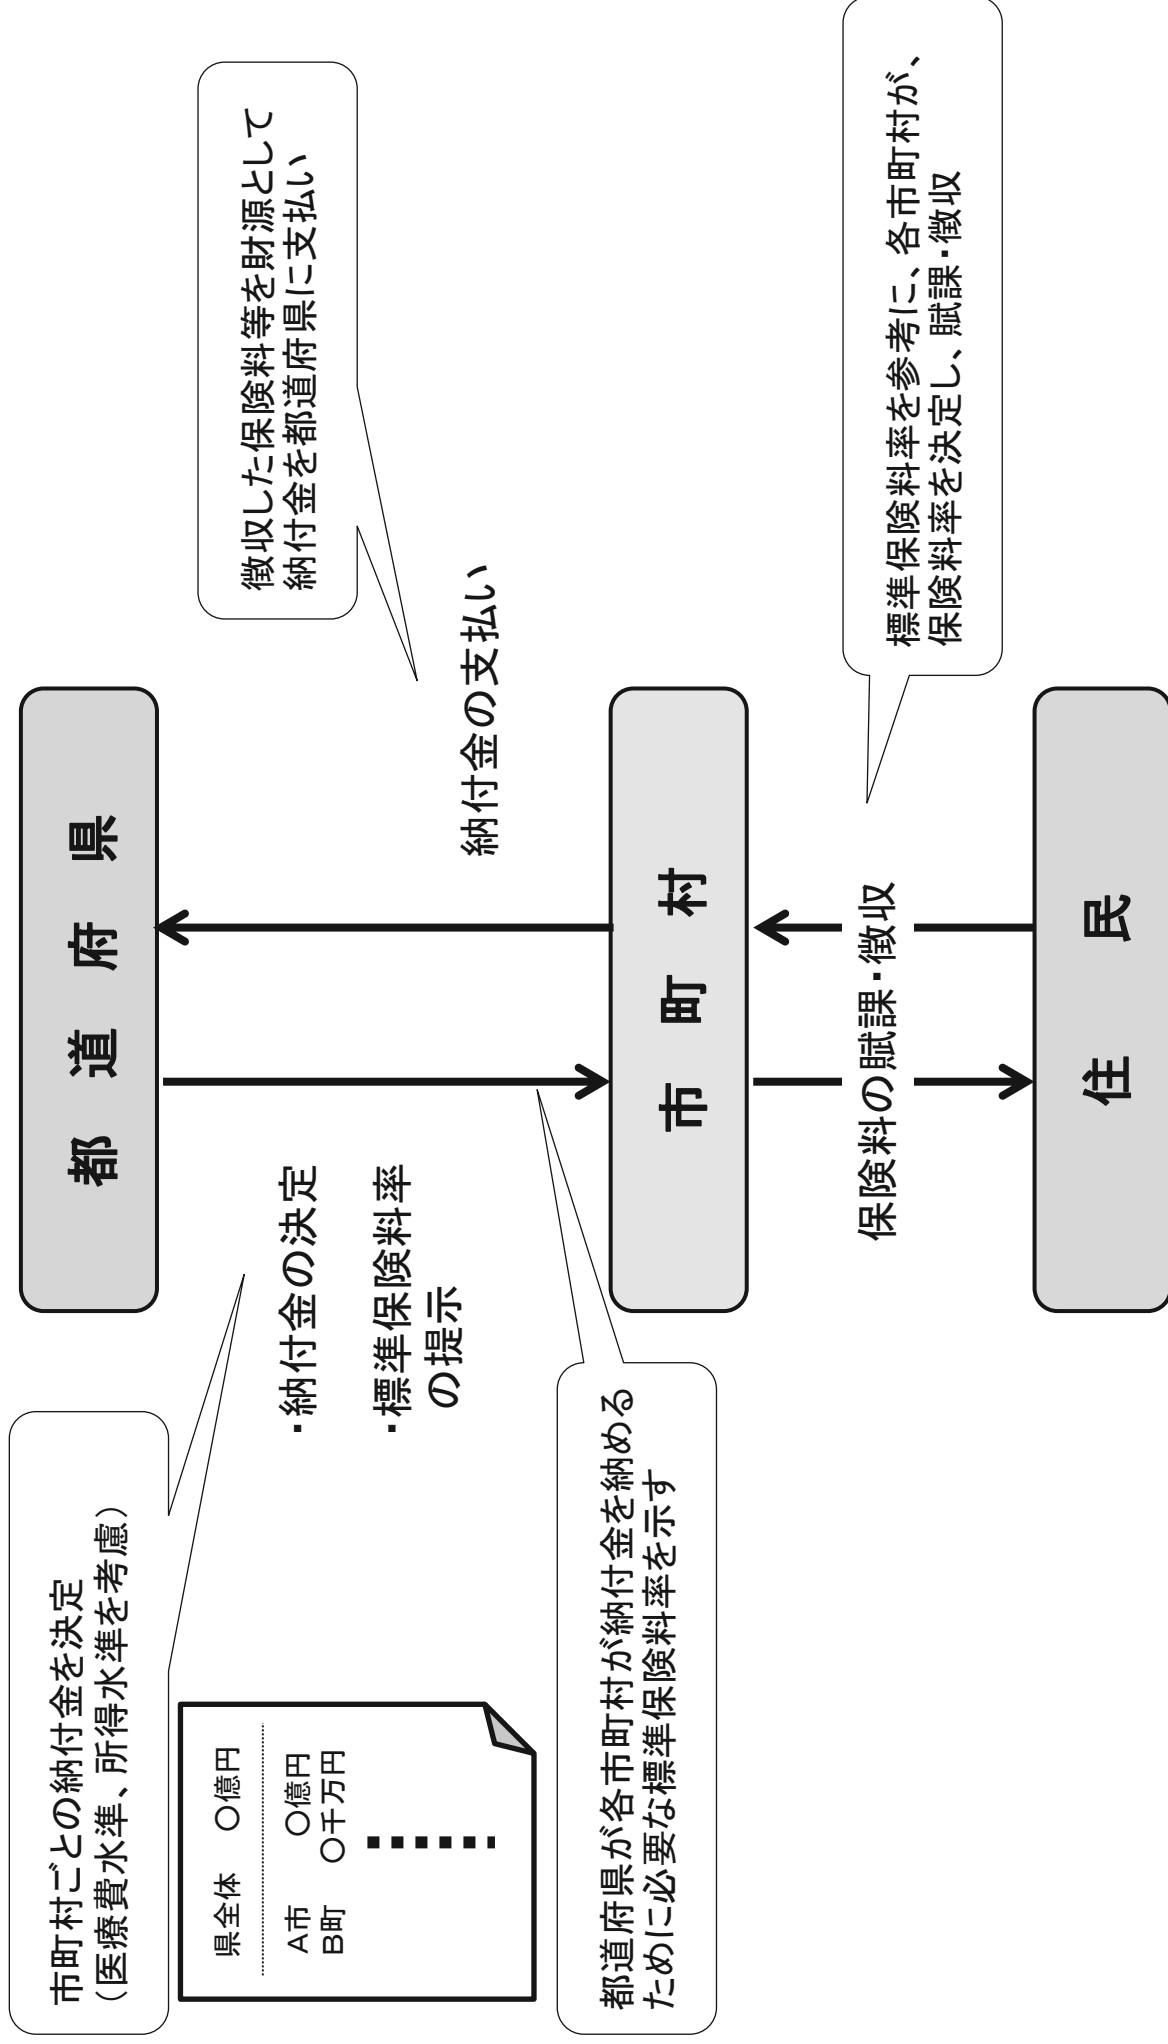 市町村ごとの納付金を決定
（医療費水準、所得水準を考慮）
都道府県
徴収した保険料等を財源として
納付金を都道府県に支払い
県全体　〇億円
A市　〇億円
B町　〇千万円
・納付金の決定
・標準保険料率
の提示
納付金の支払い
都道府県が各市町村が納付金を納める
ために必要な標準保険料率を示す
市町村
保険料の賦課・徴収
標準保険料率を参考に、各市町村が、
保険料率を決定し、賦課・徴収
住民